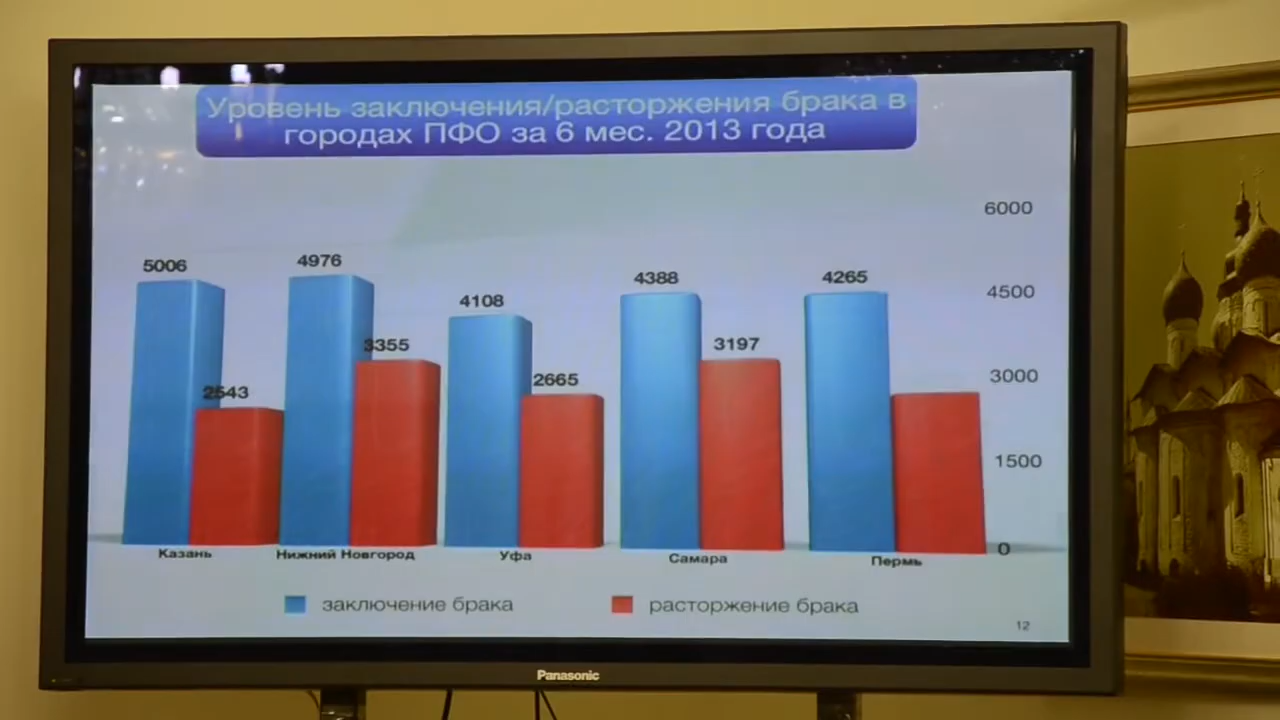 Уровень заключения/расторжения брака в
городах ПФО за 6 мес. 2013 года
6000
4500
3000
1500
0
5006
2543
4976
3355
4108
2665
4388
3197
4265
Казань
Нижний Новгород
Уфа
Самара
Пермь
заключение брака
расторжение брака
12
Panasonic